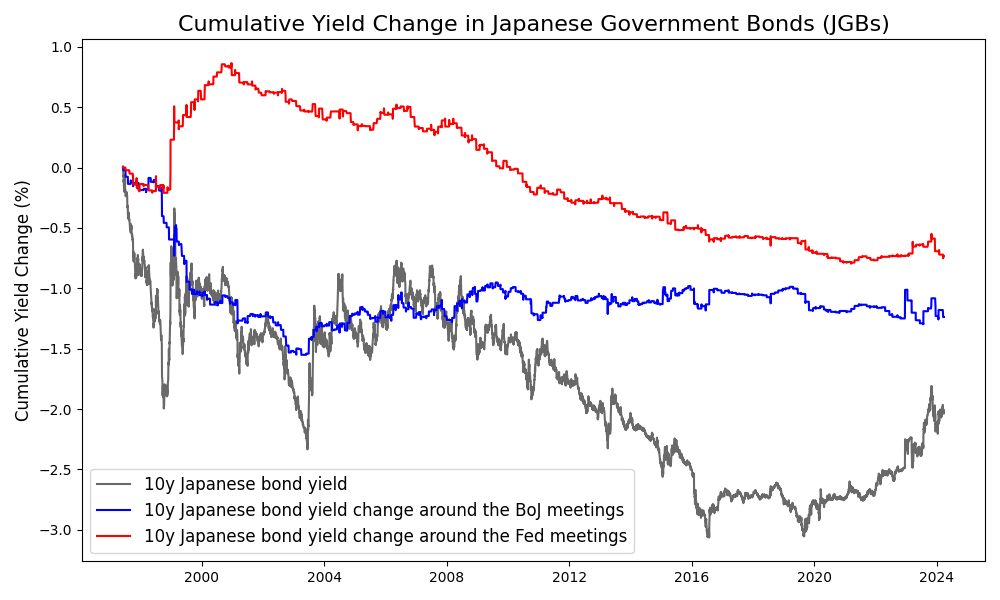 Cumulative Yield Change in Japanese Government Bonds (JGBs)
Cumulative Yield Change (%)
1.0
0.5
0.0
−0.5
−1.0
−1.5
−2.0
−2.5
−3.0
10y Japanese bond yield
10y Japanese bond yield change around the BoJ meetings
10y Japanese bond yield change around the Fed meetings
2000 2004 2008 2012 2016 2020 2024